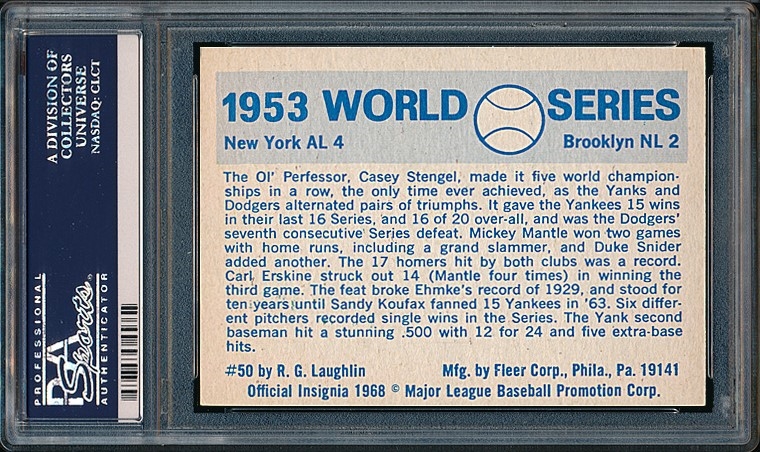 A DIVISION OF
COLLECTORS
UNIVERSE
NASDAQ: CLCT
PROFESSIONAL
PSA
Sports®
AUTHENTICATOR
1953 WORLD SERIES
New York AL 4 Brooklyn NL 2
The Ol' Perfessor, Casey Stengel, made it five world champion-
ships in a row, the only time ever achieved, as the Yanks and
Dodgers alternated pairs of triumphs. It gave the Yankees 15 wins
in their last 16 Series, and 16 of 20 over-all, and was the Dodgers'
seventh consecutive Series defeat. Mickey Mantle won two games
with home runs, including a grand slammer, and Duke Snider
added another. The 17 homers hit by both clubs was a record.
Carl Erskine struck out 14 (Mantle four times) in winning the
third game. The feat broke Ehmke's record of 1929, and stood for
ten years until Sandy Koufax fanned 15 Yankees in '63. Six differ-
ent pitchers recorded single wins in the Series. The Yank second
baseman hit a stunning .500 with 12 for 24 and five extra-base
hits.
#50 by R. G. Laughlin Mfg. by Fleer Corp., Phila., Pa. 19141
Official Insignia 1968 © Major League Baseball Promotion Corp.